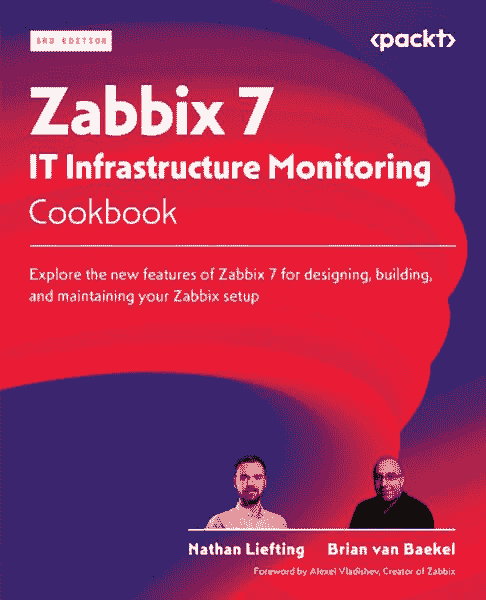 3RD EDITION
<packt>
Zabbix 7
IT Infrastructure Monitoring
Cookbook
Explore the new features of Zabbix 7 for designing, building,
and maintaining your Zabbix setup
Nathan Liefting Brian van Baekel
Foreword by Alexei Vladishev, Creator of Zabbix